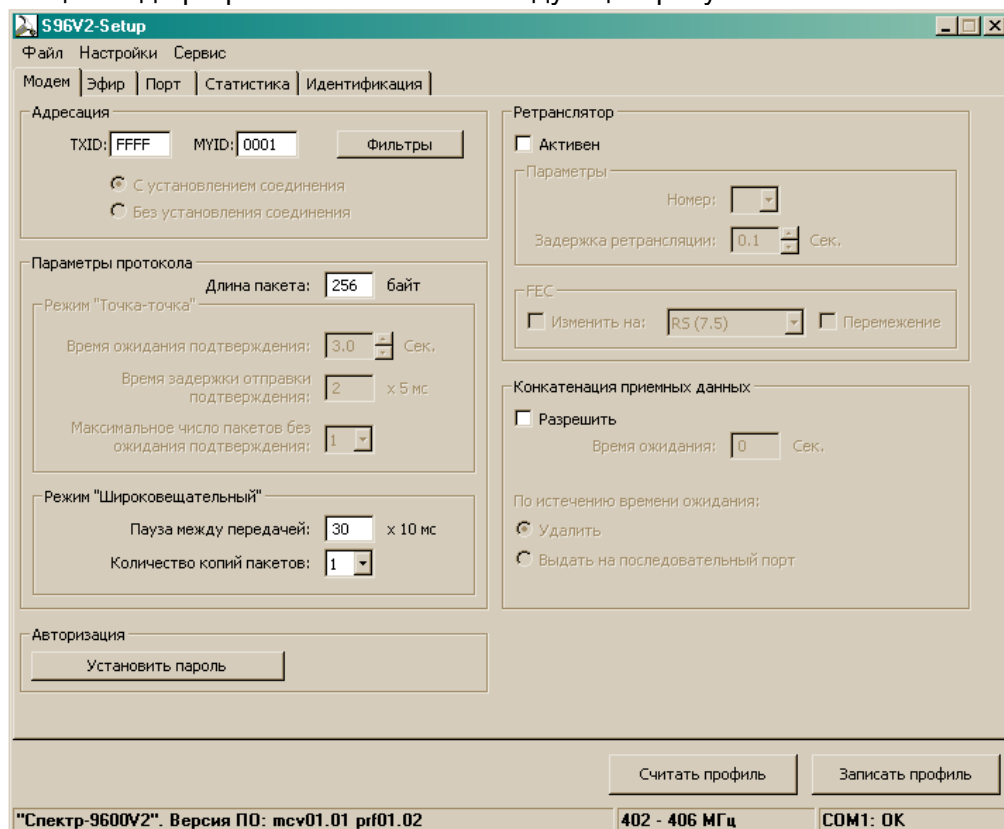 S96V2-Setup
Файл Настройки Сервис
Модем Эфир Порт Статистика Идентификация
Адресация
TXID: FFFF MYID: 0001 Фильтры
С установлением соединения
Без установления соединения
Параметры протокола
Длина пакета: 256 байт
Режим "Точка-точка"
Время ожидания подтверждения: 3.0 Сек.
Время задержки отправки
подтверждения: 2 x 5 мс
Максимальное число пакетов без
ожидания подтверждения: 1
Режим "Широковещательный"
Пауза между передачей: 30 x 10 мс
Количество копий пакетов: 1
Авторизация
Установить пароль
Ретранслятор
Активен
Параметры
Номер:
Задержка ретрансляции: 0.1 Сек.
FEC
Изменить на: RS (7.5) Перемежение
Конкатенация приемных данных
Разрешить
Время ожидания: 0 Сек.
По истечению времени ожидания:
Удалить
Выдать на последовательный порт
Считать профиль Записать профиль
"Спектр-9600V2". Версия ПО: mcv01.01 prf01.02 402 - 406 МГц COM1: OK